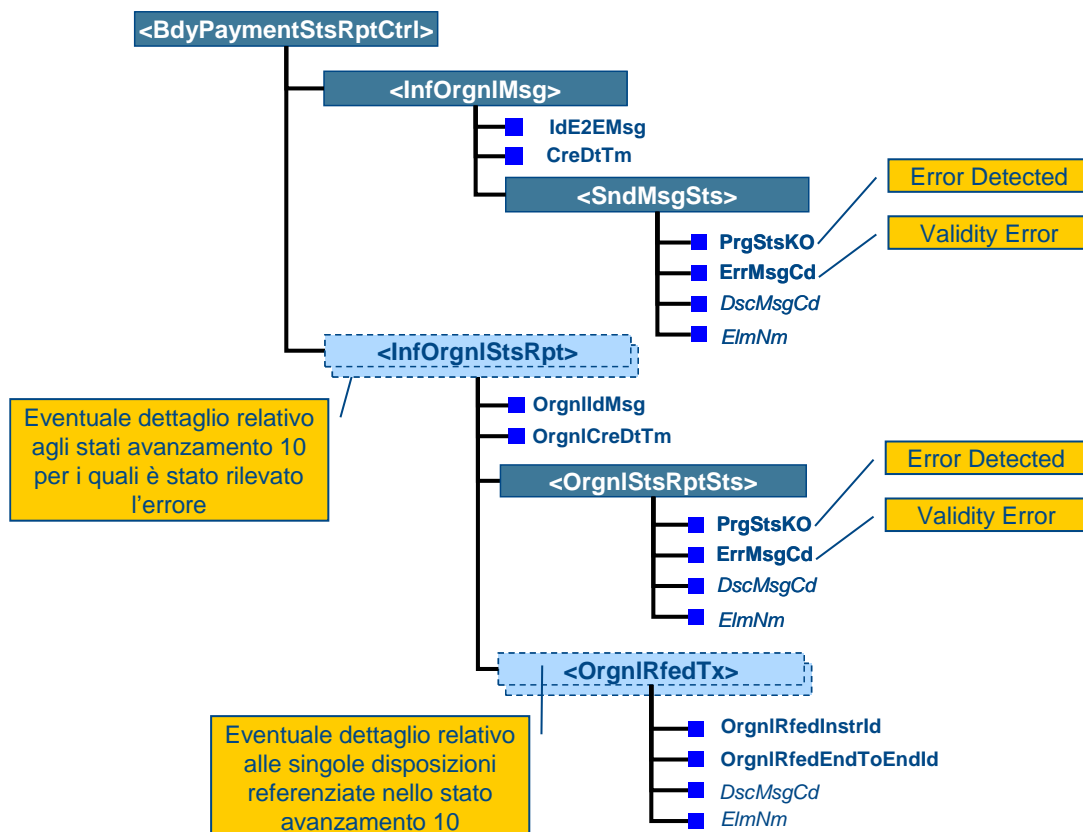 <BdyPaymentStsRptCtrl>
<InfOrgnlMsg>
IdE2EMsg
CreDtTm
<SndMsgSts>
Error Detected
PrgStsKO
Validity Error
ErrMsgCd
DscMsgCd
ElmNm
<InfOrgnlStsRpt>
Eventuale dettaglio relativo
agli stati avanzamento 10
per i quali è stato rilevato
l'errore
OrgnlIdMsg
OrgnlCreDtTm
<OrgnlStsRptSts>
Error Detected
PrgStsKO
Validity Error
ErrMsgCd
DscMsgCd
ElmNm
<OrgnlRfedTx>
Eventuale dettaglio relativo
alle singole disposizioni
referenziate nello stato
avanzamento 10
OrgnlRfedInstrId
OrgnlRfedEndToEndId
DscMsgCd
ElmNm